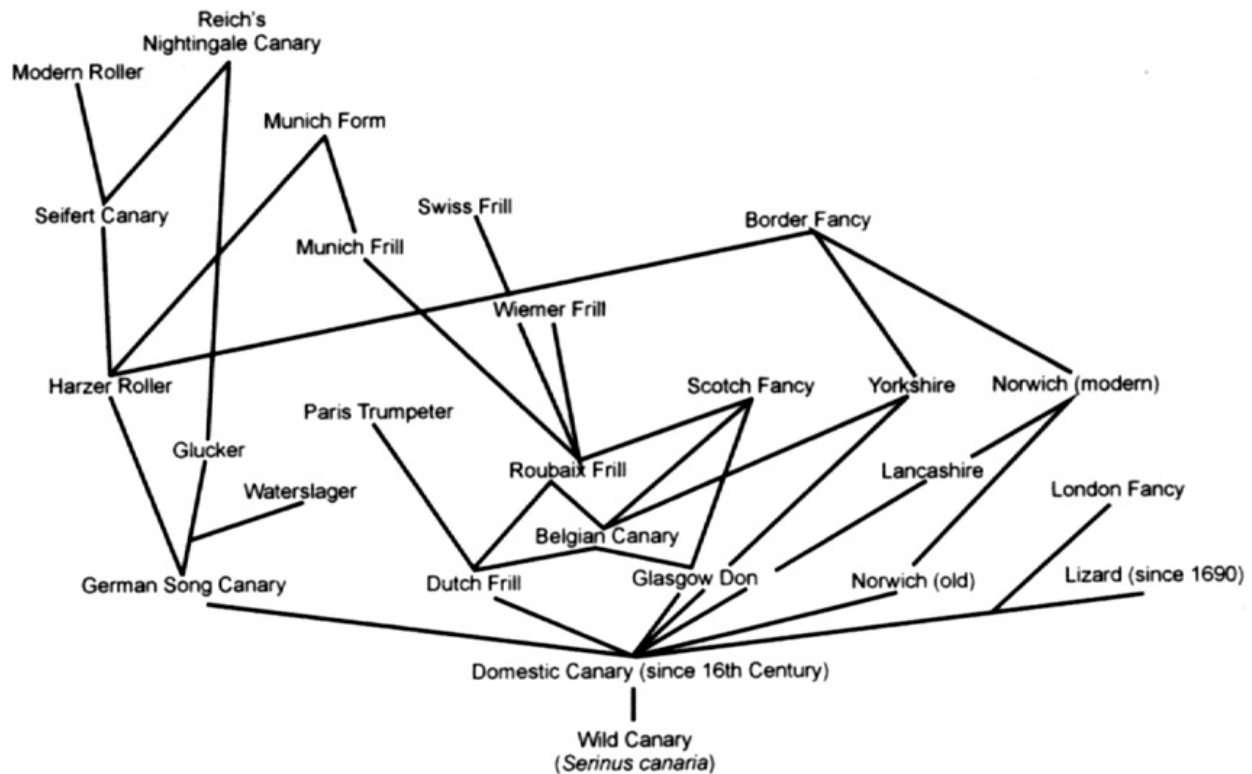 Reich's
Nightingale Canary
Modern Roller
Munich Form
Seifert Canary
Swiss Frill
Border Fancy
Munich Frill
Wiemer Frill
Harzer Roller
Scotch Fancy
Yorkshire
Norwich (modern)
Paris Trumpeter
Glucker
Roubaix Frill
Lancashire
Waterslager
London Fancy
Belgian Canary
German Song Canary
Dutch Frill
Glasgow Don
Norwich (old)
Lizard (since 1690)
Domestic Canary (since 16th Century)
Wild Canary
(Serinus canaria)